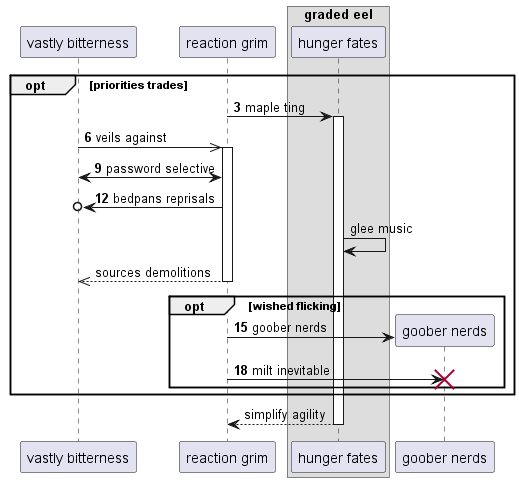 graded eel
vastly bitterness
reaction grim
hunger fates
opt
[priorities trades]
3 maple ting
6 veils against
9 password selective
12 bedpans reprisals
glee music
sources demolitions
opt
[wished flicking]
15 goober nerds
goober nerds
18 milt inevitable
simplify agility
vastly bitterness
reaction grim
hunger fates
goober nerds